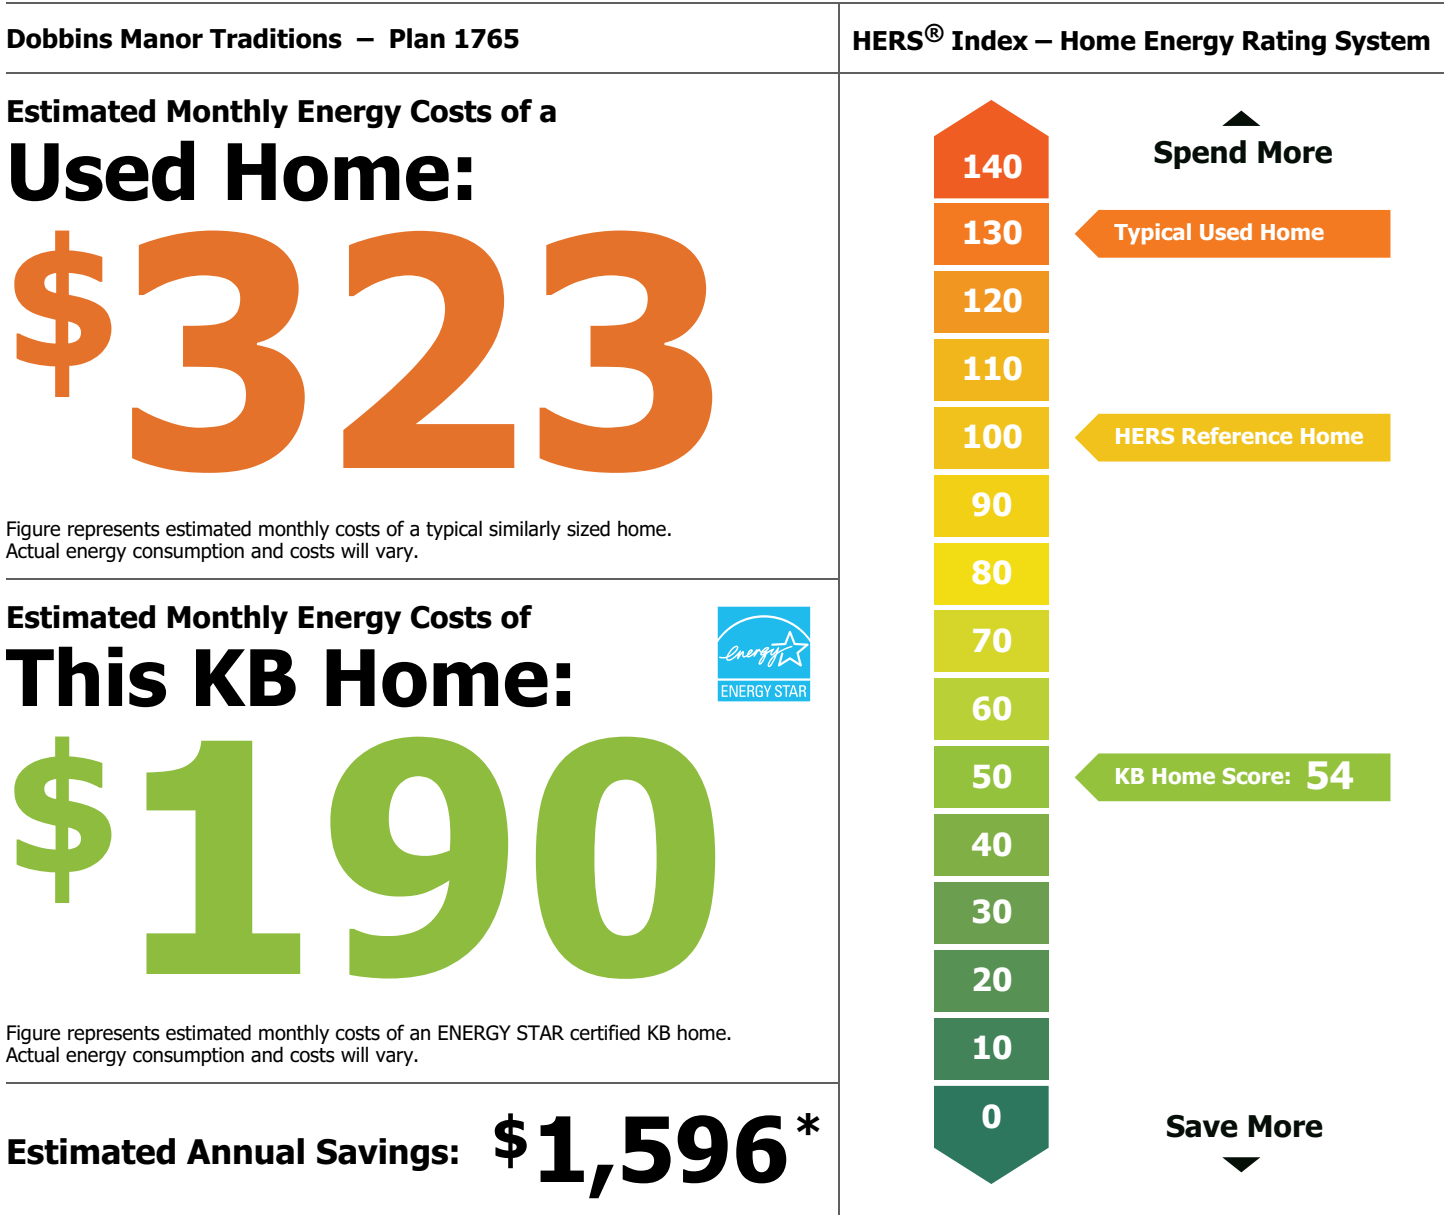 Dobbins Manor Traditions – Plan 1765
Estimated Monthly Energy Costs of a
Used Home:
$323
Figure represents estimated monthly costs of a typical similarly sized home.
Actual energy consumption and costs will vary.
Estimated Monthly Energy Costs of
This KB Home:
energy
ENERGY STAR
$190
Figure represents estimated monthly costs of an ENERGY STAR certified KB home.
Actual energy consumption and costs will vary.
Estimated Annual Savings: $1,596*
HERS® Index – Home Energy Rating System
Spend More
140
130 Typical Used Home
120
110
100 HERS Reference Home
90
80
70
60
50 KB Home Score: 54
40
30
20
10
0
Save More